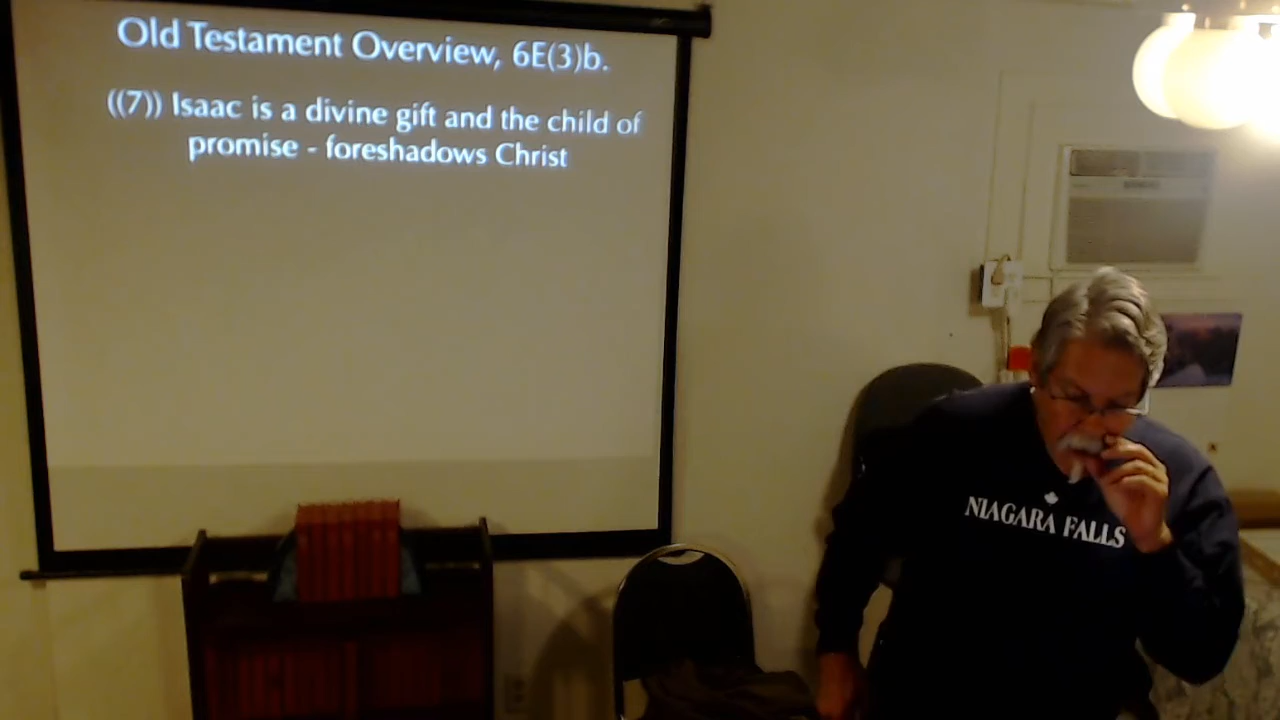 Old Testament Overview, 6E(3)b.
((7)) Isaac is a divine gift and the child of
promise - foreshadows Christ
NIAGARA FALLS